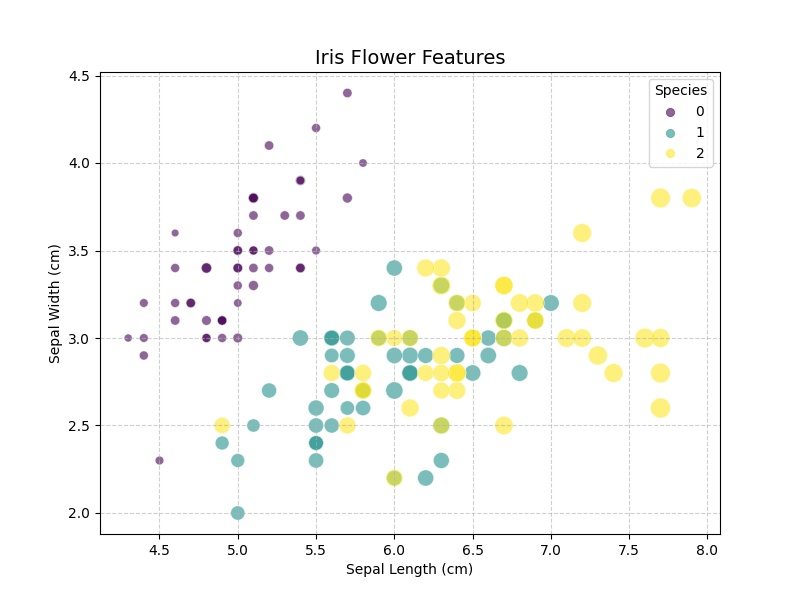 Iris Flower Features
Species
0
1
2
4.5
4.0
3.5
3.0
2.5
2.0
Sepal Width (cm)
4.5 5.0 5.5 6.0 6.5 7.0 7.5 8.0
Sepal Length (cm)